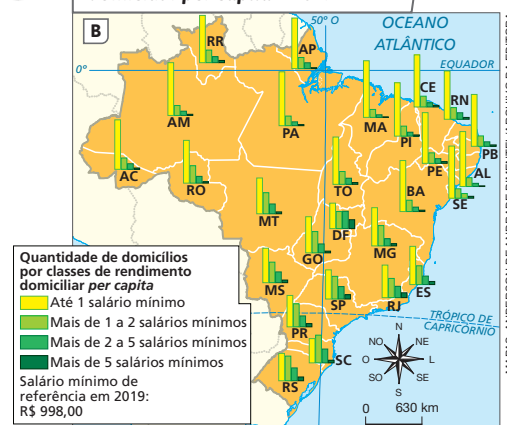 B
50° O
OCEANO
ATLÂNTICO
EQUADOR
0°
RR
AP
AM
PA
MA
CE
RN
PI
PB
PE
AL
AC
RO
TO
BA
SE
MT
DF
GO
MG
MS
ES
SP
RJ
PR
SC
RS
TRÓPICO DE
CAPRICÓRNIO
Quantidade de domicílios
por classes de rendimento
domiciliar per capita
Até 1 salário mínimo
Mais de 1 a 2 salários mínimos
Mais de 2 a 5 salários mínimos
Mais de 5 salários mínimos
Salário mínimo de
referência em 2019:
R$ 998,00
N
NO
NE
O
L
SO
SE
S
0
630 km